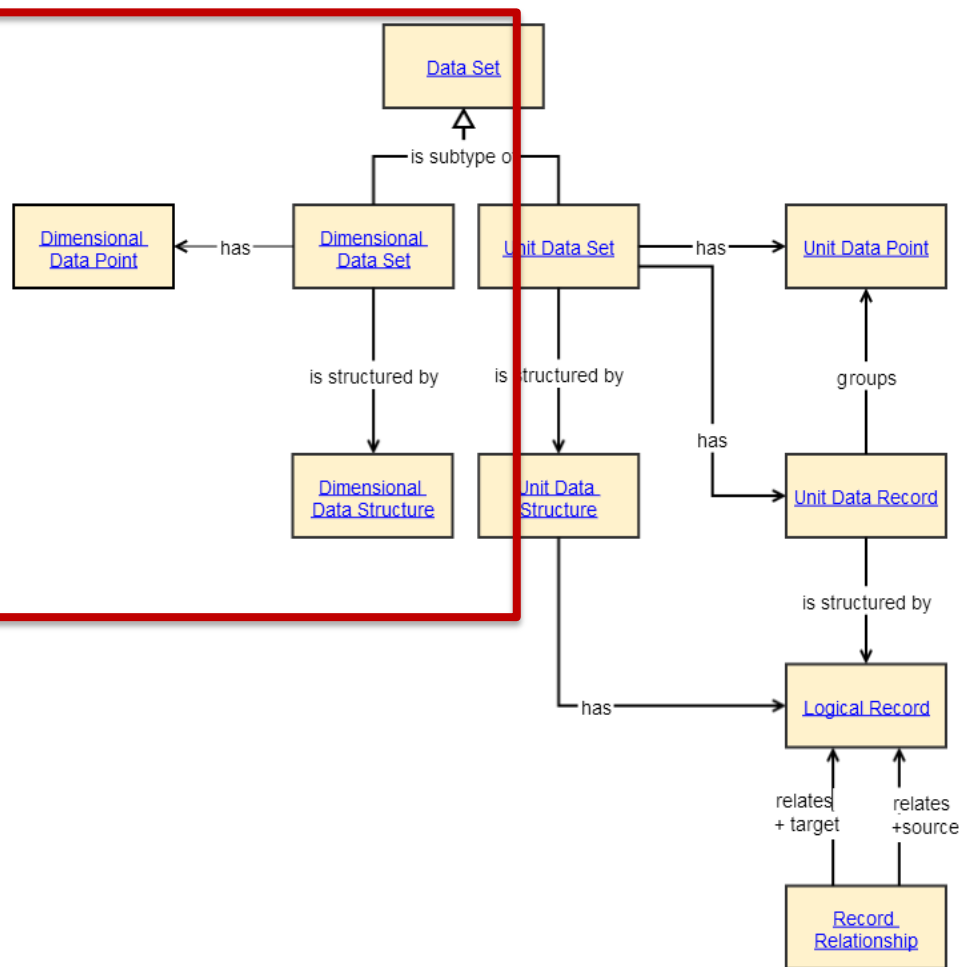 Data Set
is subtype o
Dimensional
Data Point
has
Dimensional
Data Set
Unit Data Set
has
Unit Data Point
is structured by
is structured by
groups
has
Dimensional
Data Structure
Unit Data
Structure
Unit Data Record
is structured by
has
Logical Record
relates
+ target
relates
+source
Record
Relationship